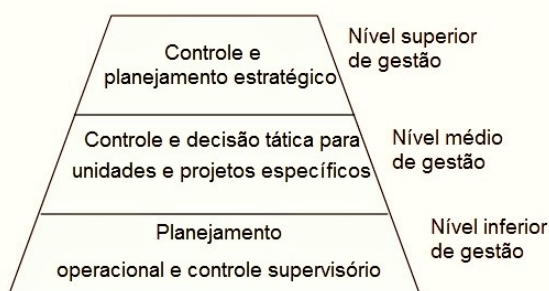 Controle e
planejamento estratégico
Nível superior
de gestão
Controle e decisão tática para
unidades e projetos específicos
Nível médio
de gestão
Planejamento
operacional e controle supervisório
Nível inferior
de gestão